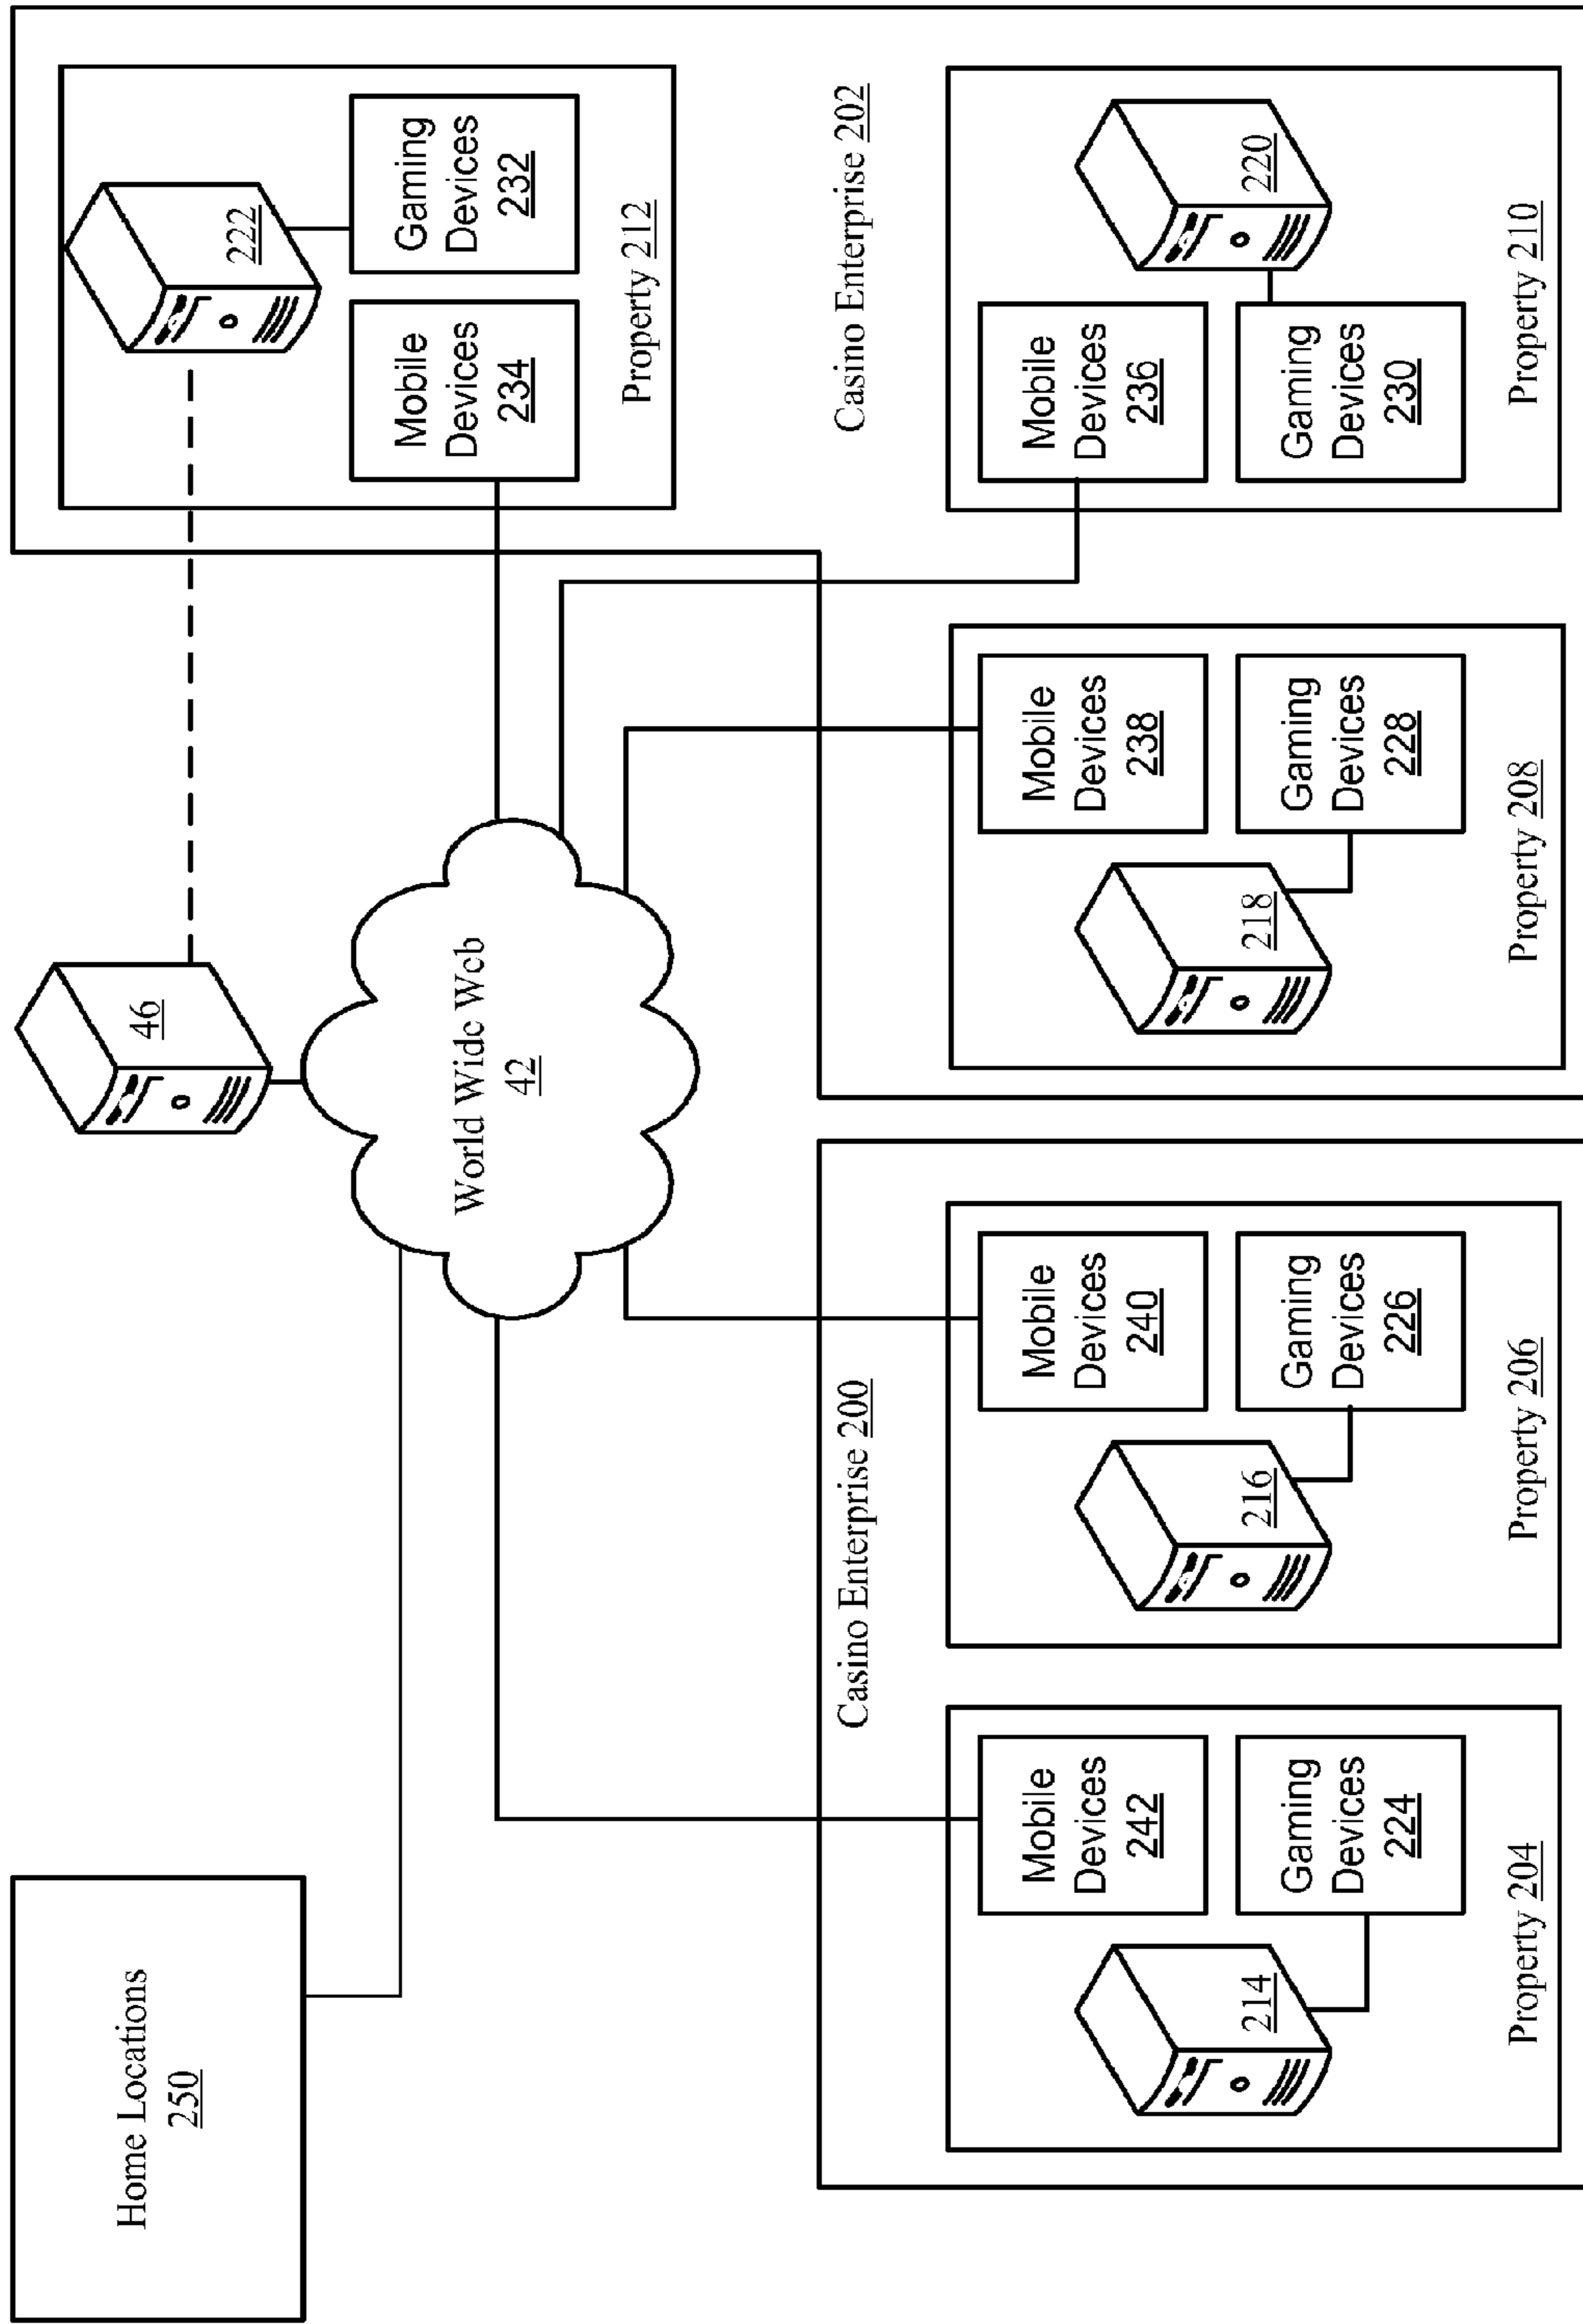 Home Locations
250
46
222
Mobile
Devices
234
Gaming
Devices
232
Property 212
World Wide Web
42
Casino Enterprise 200
Casino Enterprise 202
214
Mobile
Devices
242
Gaming
Devices
224
Property 204
216
Mobile
Devices
240
Gaming
Devices
226
Property 206
218
Mobile
Devices
238
Gaming
Devices
228
Property 208
Mobile
Devices
236
Gaming
Devices
230
220
Property 210